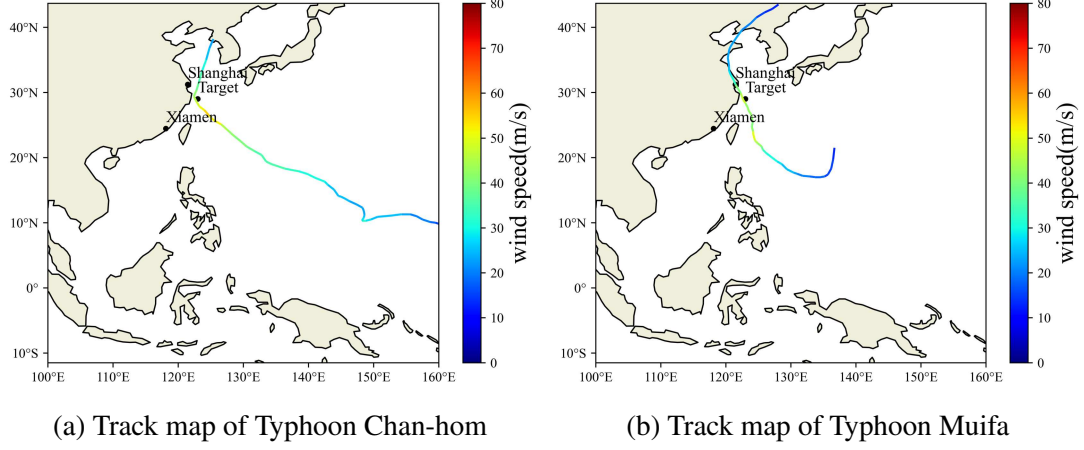 40°N
30°N
20°N
10°N
0°
10°S
100°E 110°E 120°E 130°E 140°E 150°E 160°E
Shanghai
Target
Xiamen
80
70
60
50
40
30
20
10
0
wind speed(m/s)
(a) Track map of Typhoon Chan-hom
40°N
30°N
20°N
10°N
0°
10°S
100°E 110°E 120°E 130°E 140°E 150°E 160°E
Shanghai
Target
Xiamen
80
70
60
50
40
30
20
10
0
wind speed(m/s)
(b) Track map of Typhoon Muifa